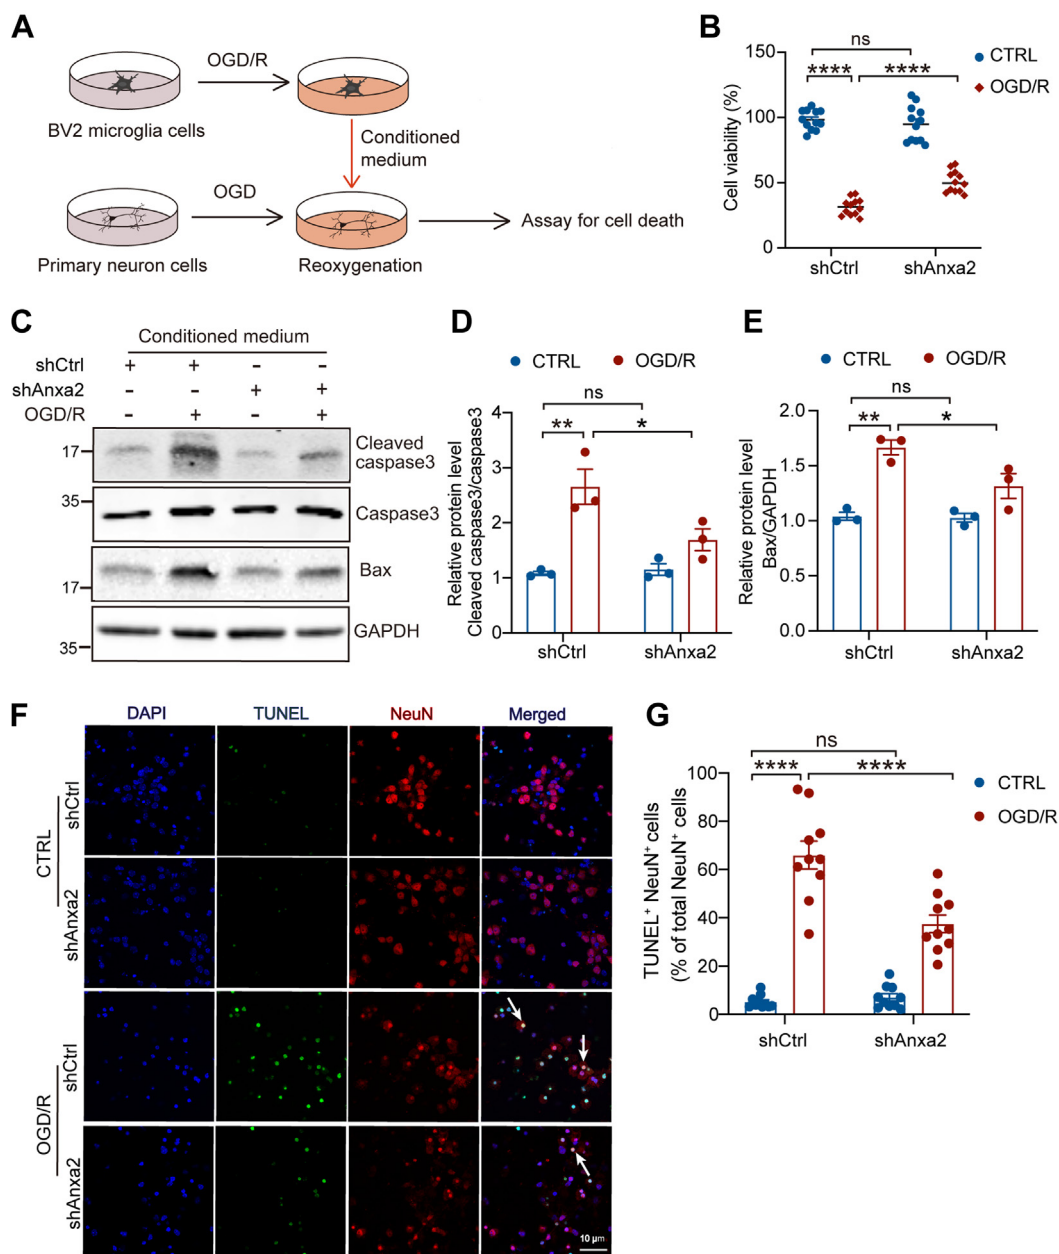 A
OGD/R
BV2 microglia cells
Conditioned
medium
OGD
Assay for cell death
Primary neuron cells
Reoxygenation
B
ns
CTRL
OGD/R
**** ****
150
100
50
0
Cell viability (%)
shCtrl shAnxa2
C
Conditioned medium
shCtrl + + - -
shAnxa2 - - + +
OGD/R - + - +
17
Cleaved
caspase3
35
Caspase3
17
Bax
35
GAPDH
D
CTRL OGD/R
ns
** *
4
3
2
1
0
Relative protein level
Cleaved caspase3/caspase3
shCtrl shAnxa2
E
CTRL OGD/R
ns
** *
2.0
1.5
1.0
0.5
0.0
Relative protein level
Bax/GAPDH
shCtrl shAnxa2
F
DAPI TUNEL NeuN Merged
CTRL
shCtrl
shAnxa2
OGD/R
shCtrl
shAnxa2
10 μm
G
ns
**** ****
CTRL
OGD/R
100
80
60
40
20
0
TUNEL⁺ NeuN⁺ cells
(% of total NeuN⁺ cells)
shCtrl shAnxa2